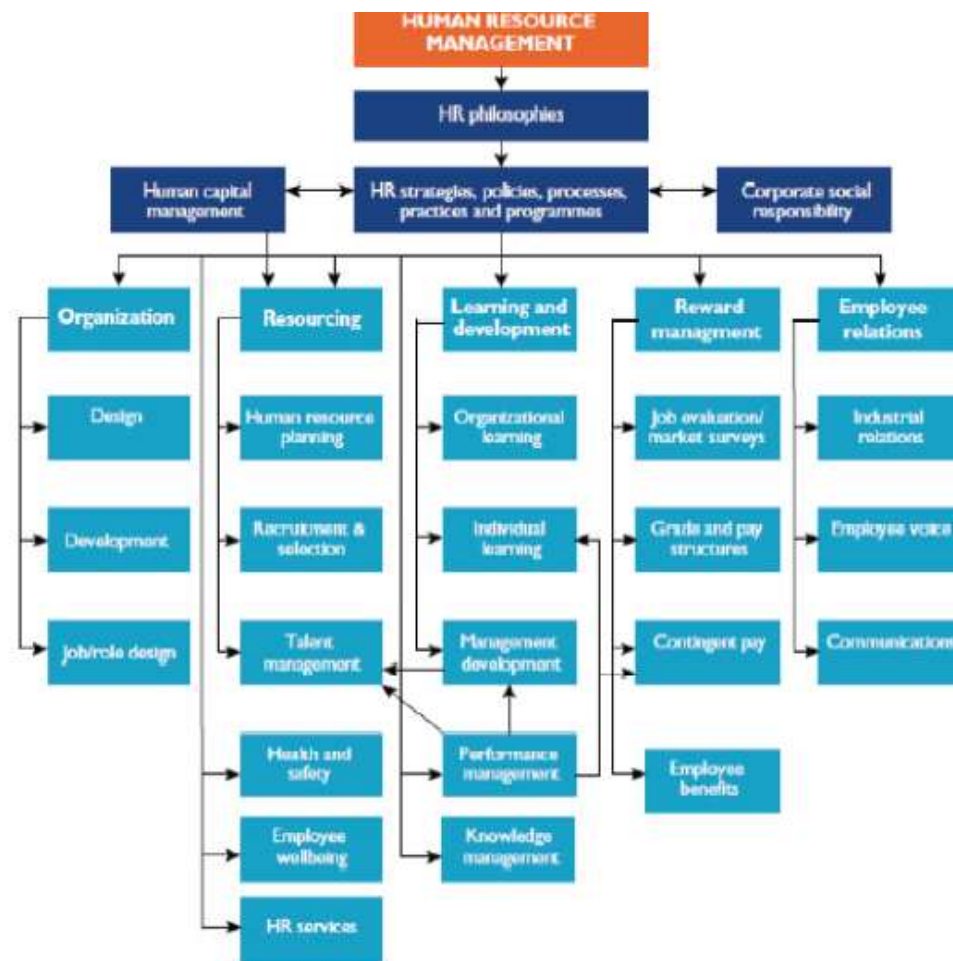 HUMAN RESOURCE
MANAGEMENT
HR philosophies
Human capital
management
HR strategies, policies, processes,
practices and programmes
Corporate social
responsibility
Organization
Resourcing
Learning and
development
Reward
managment
Employee
relations
Design
Human resource
planning
Organizational
learning
Job evaluation/
market surveys
Industrial
relations
Development
Recruitment &
selection
Individual
learning
Grade and pay
structures
Employee voice
Job/role design
Talent
management
Management
development
Contingent pay
Communications
Health and
safety
Performance
management
Employee
benefits
Employee
wellbeing
Knowledge
management
HR services